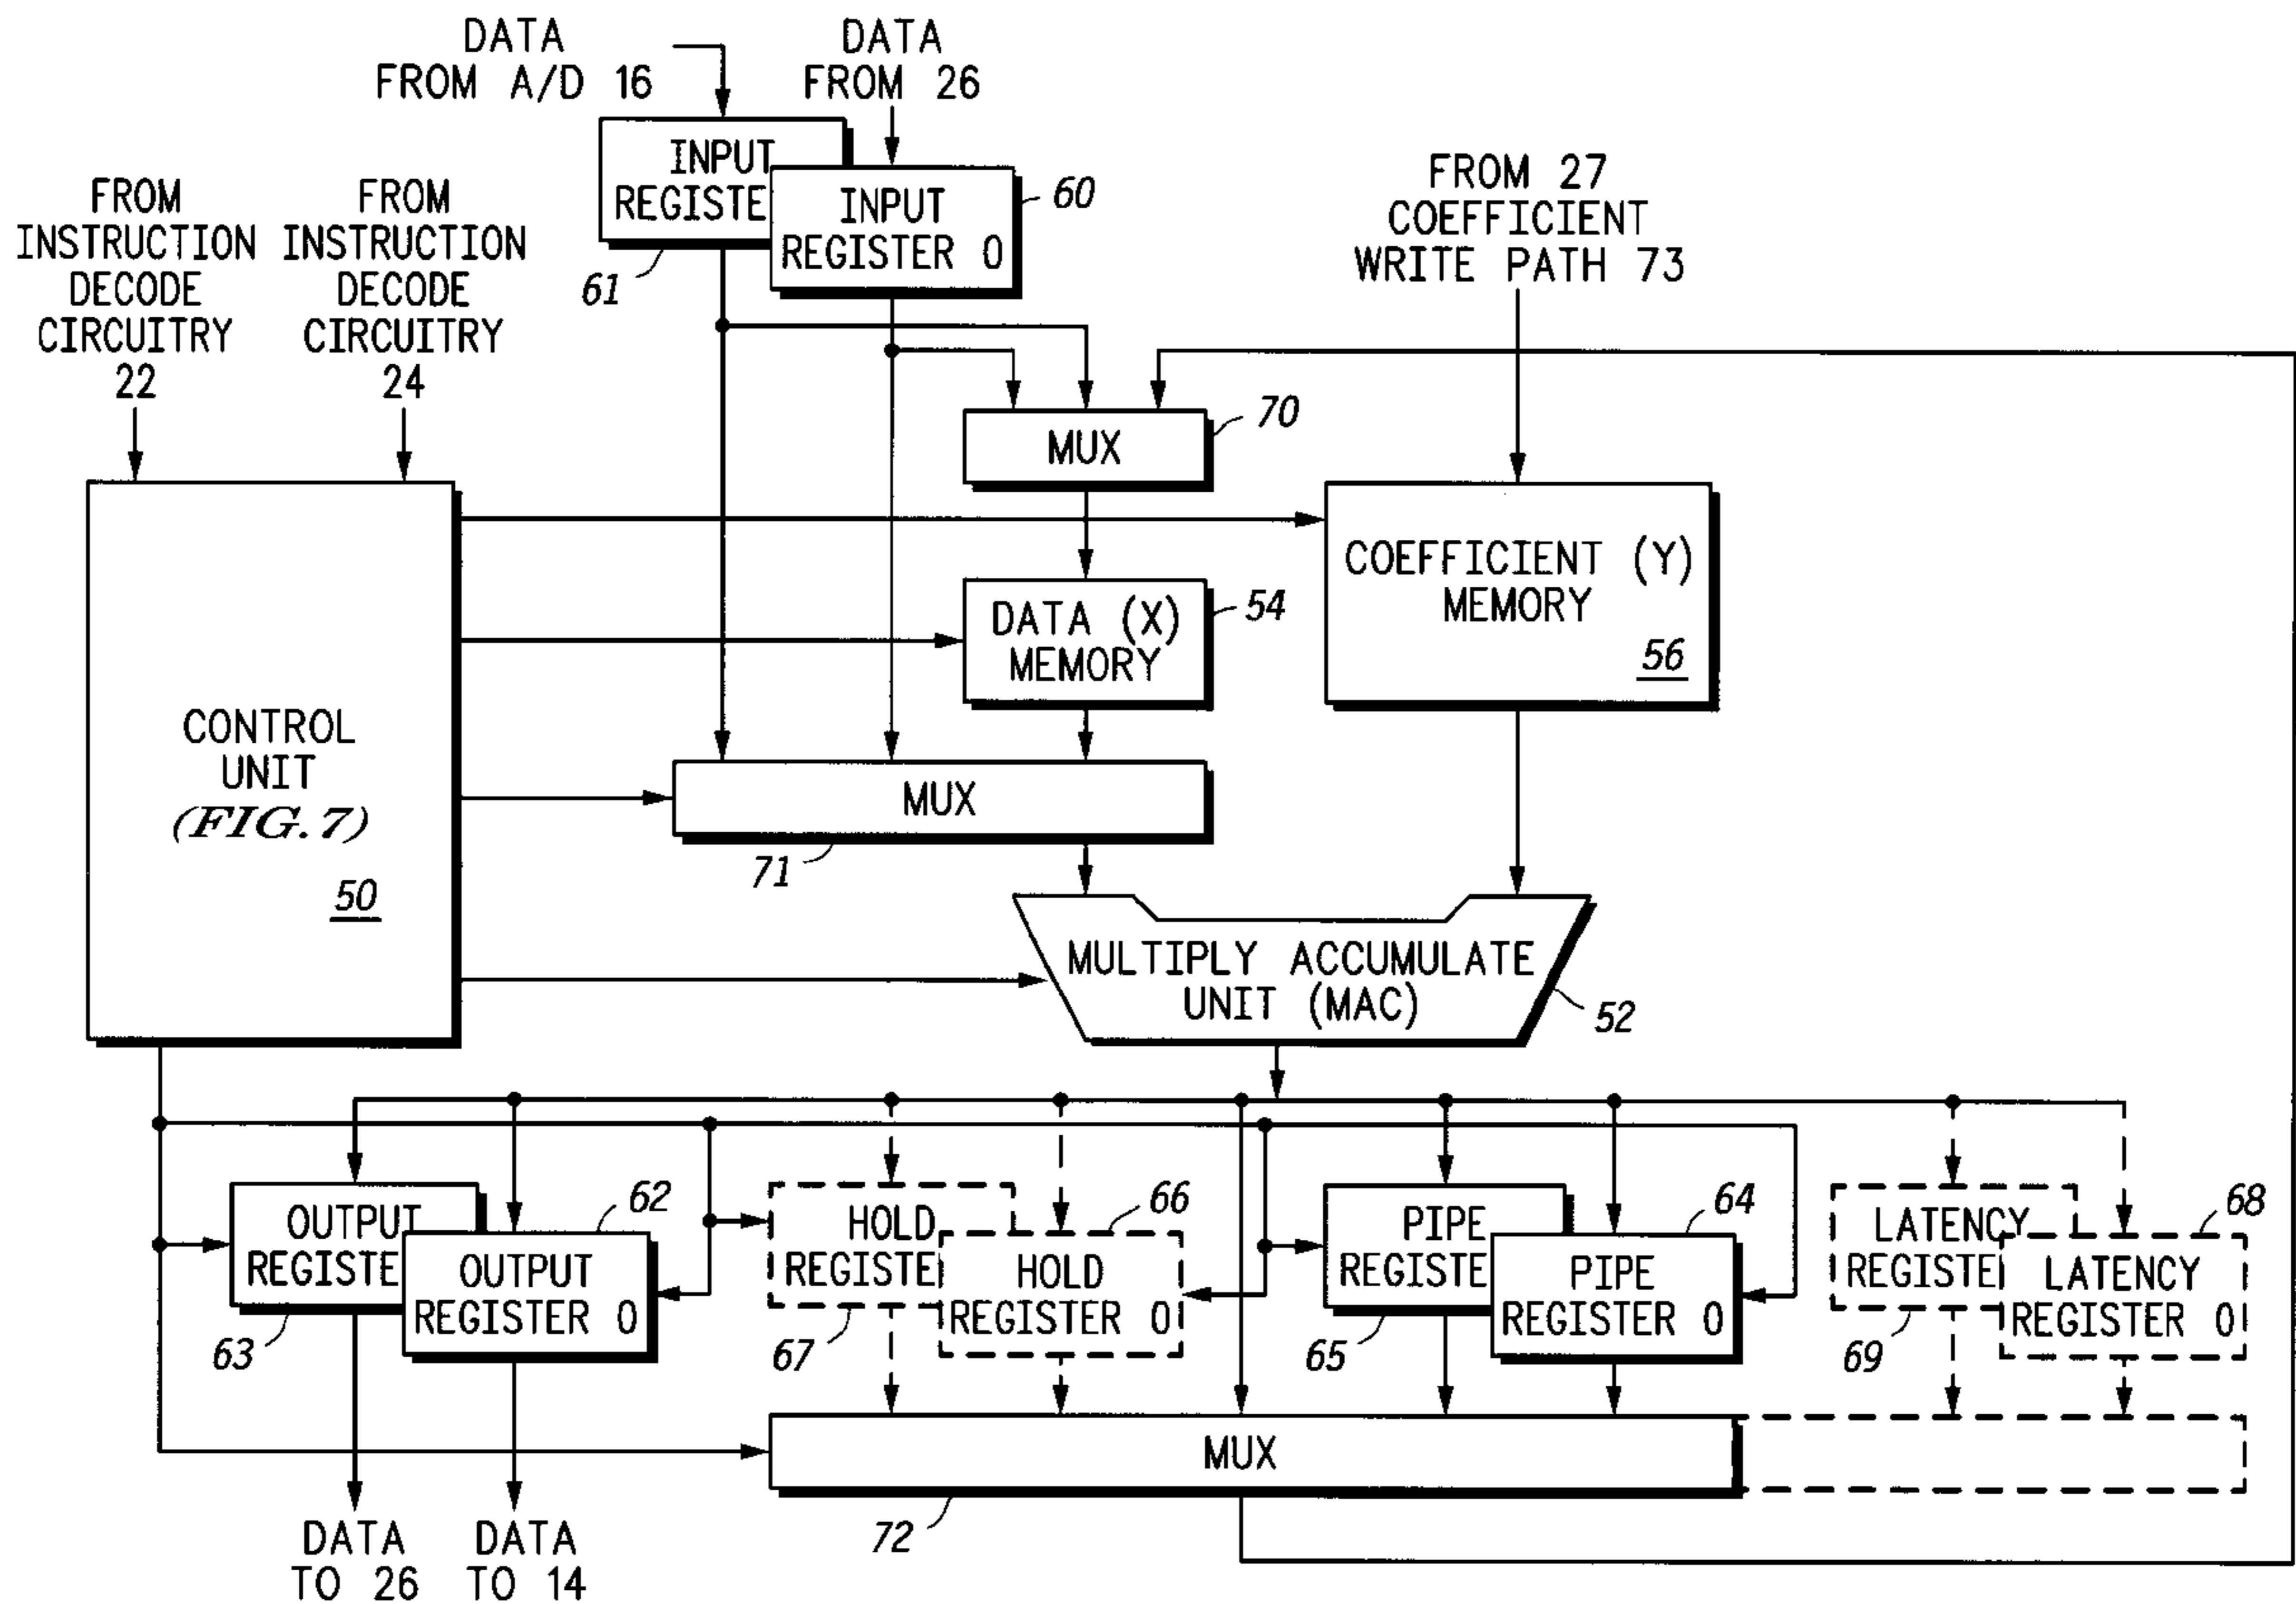 DATA
FROM A/D 16
DATA
FROM 26
INPUT
REGISTE
INPUT
REGISTER 0
60
61
FROM
INSTRUCTION
DECODE
CIRCUITRY
22
FROM
INSTRUCTION
DECODE
CIRCUITRY
24
FROM 27
COEFFICIENT
WRITE PATH 73
MUX
70
COEFFICIENT (Y)
MEMORY
56
DATA (X)
MEMORY
54
CONTROL
UNIT
(FIG.7)
50
MUX
71
MULTIPLY ACCUMULATE
UNIT (MAC)
52
OUTPUT
REGISTE
63
OUTPUT
REGISTER 0
62
HOLD
REGISTE
67
HOLD
REGISTER 0
66
PIPE
REGISTE
65
PIPE
REGISTER 0
64
LATENCY
REGISTE
69
LATENCY
REGISTER 0
68
MUX
72
DATA
TO 26
DATA
TO 14